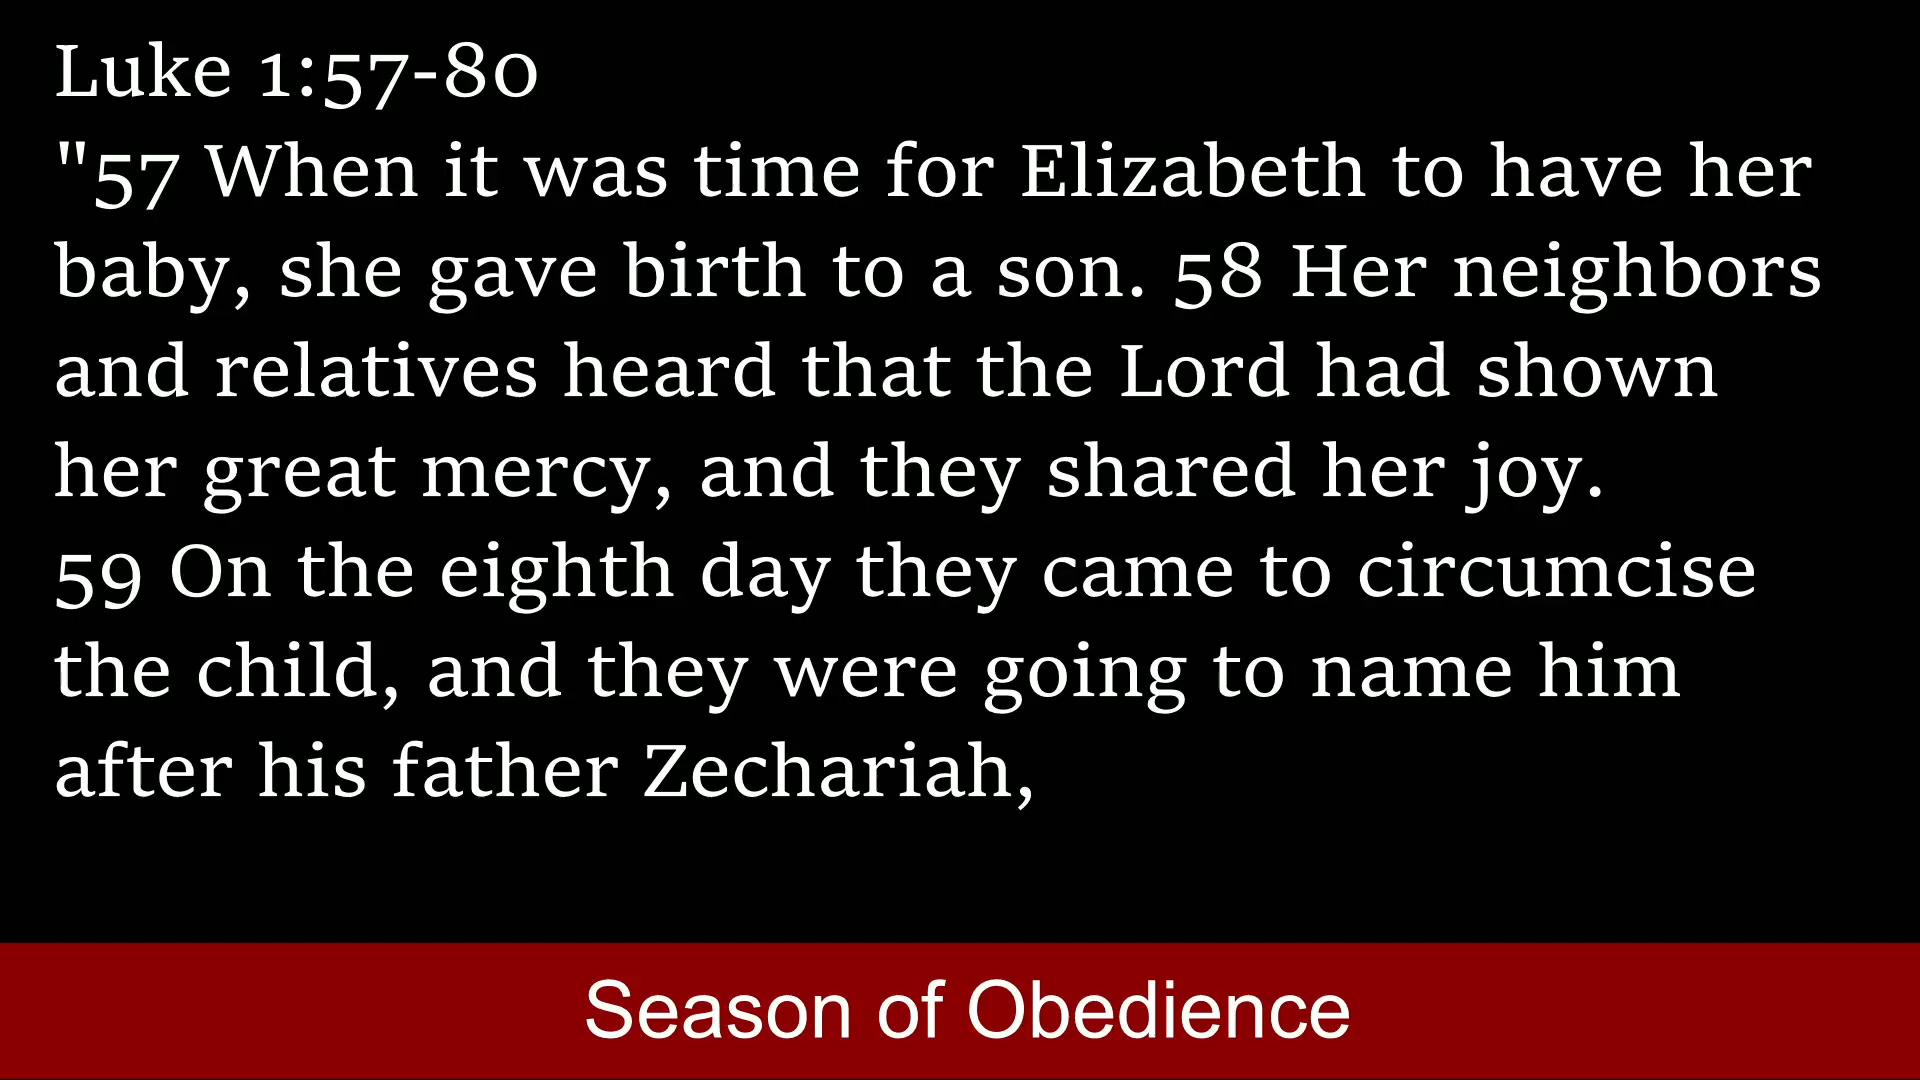 Luke 1:57-80
"57 When it was time for Elizabeth to have her
baby, she gave birth to a son. 58 Her neighbors
and relatives heard that the Lord had shown
her great mercy, and they shared her joy.
59 On the eighth day they came to circumcise
the child, and they were going to name him
after his father Zechariah,
Season of Obedience